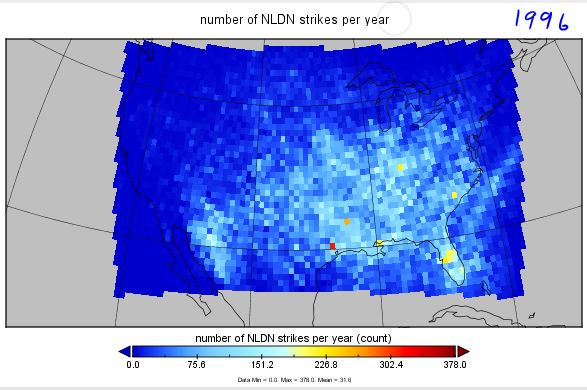 number of NLDN strikes per year
1996
number of NLDN strikes per year (count)
0.0 75.6 151.2 226.8 302.4 378.0
Data Min = 0.0. Max = 378.0. Mean = 31.6